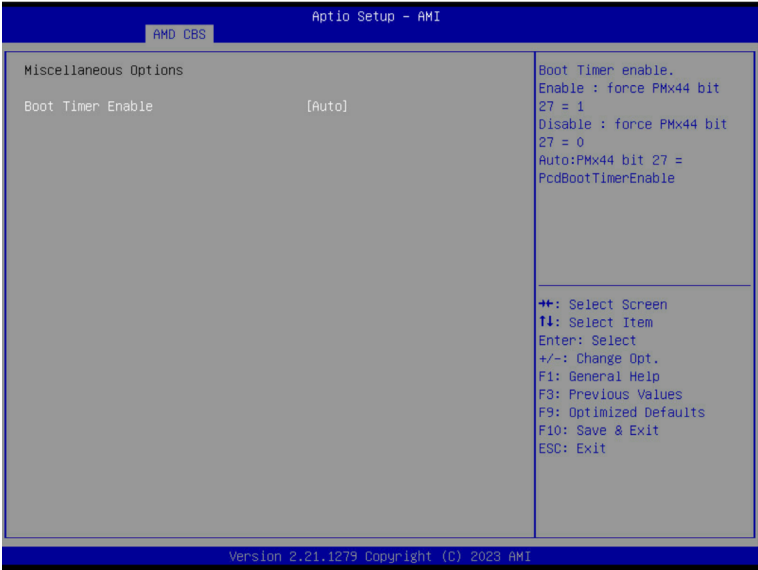 Aptio Setup – AMI
AMD CBS
Miscellaneous Options
Boot Timer Enable [Auto]
Boot Timer enable.
Enable : force PMx44 bit
27 = 1
Disable : force PMx44 bit
27 = 0
Auto:PMx44 bit 27 =
PcdBootTimerEnable
→←: Select Screen
↑↓: Select Item
Enter: Select
+/-: Change Opt.
F1: General Help
F3: Previous Values
F9: Optimized Defaults
F10: Save & Exit
ESC: Exit
Version 2.21.1279 Copyright (C) 2023 AMI